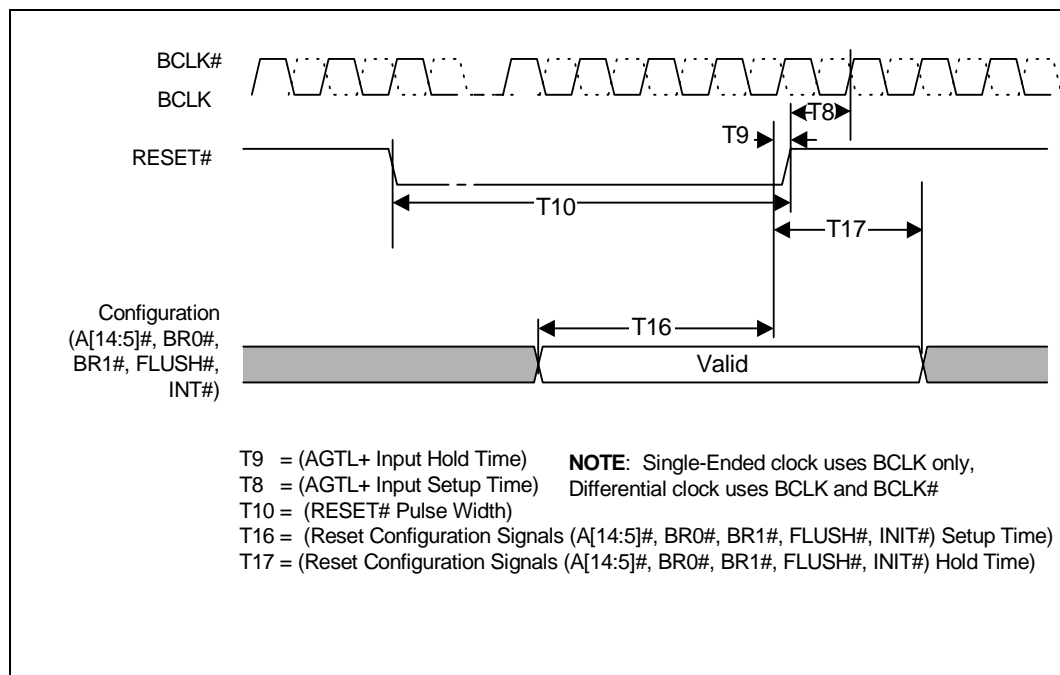 BCLK#
BCLK
T8
T9
RESET#
T10
T17
Configuration
(A[14:5]#, BR0#,
BR1#, FLUSH#,
INT#)
T16
Valid
T9 = (AGTL+ Input Hold Time)
T8 = (AGTL+ Input Setup Time)
T10 = (RESET# Pulse Width)
T16 = (Reset Configuration Signals (A[14:5]#, BR0#, BR1#, FLUSH#, INIT#) Setup Time)
T17 = (Reset Configuration Signals (A[14:5]#, BR0#, BR1#, FLUSH#, INIT#) Hold Time)
NOTE: Single-Ended clock uses BCLK only,
Differential clock uses BCLK and BCLK#